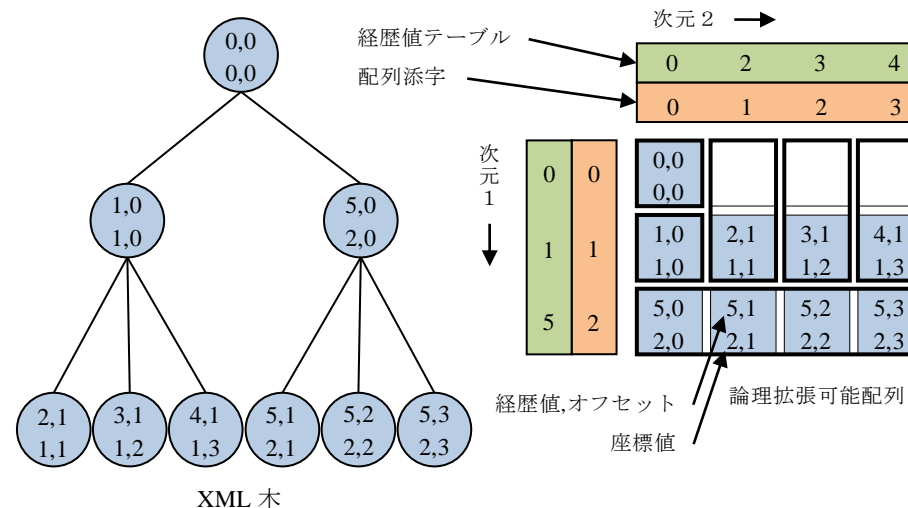 0,0
0,0
1,0
1,0
5,0
2,0
2,1
1,1
3,1
1,2
4,1
1,3
5,1
2,1
5,2
2,2
5,3
2,3
XML 木
次元２
経歴値テーブル
配列添字
0 2 3 4
0 1 2 3
次元1
0 0
1 1
5 2
0,0
0,0
1,0 2,1 3,1 4,1
1,0 1,1 1,2 1,3
5,0 5,1 5,2 5,3
2,0 2,1 2,2 2,3
経歴値,オフセット
座標値
論理拡張可能配列